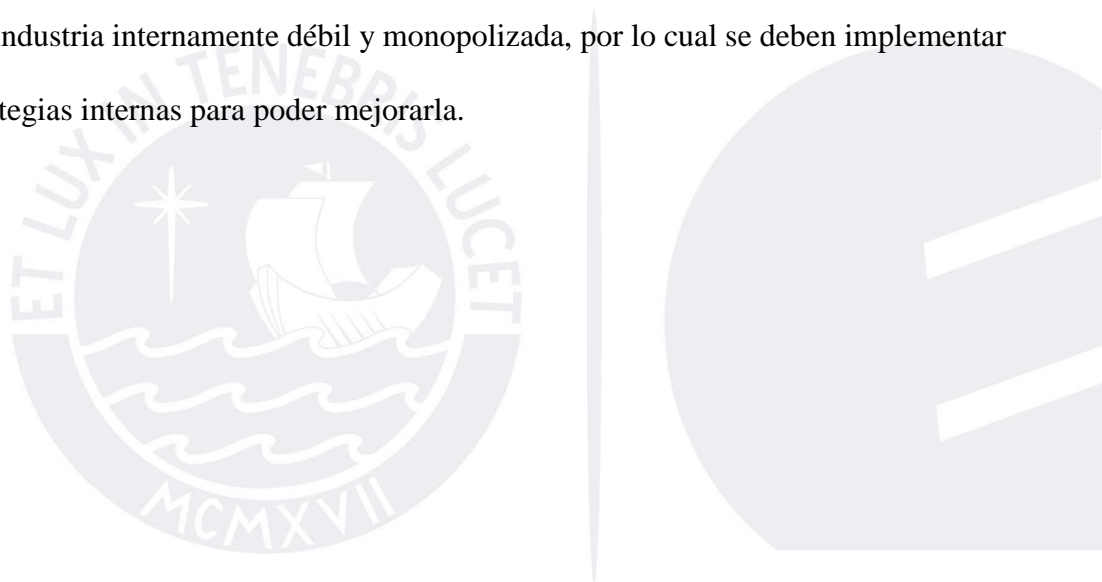 ndustria internamente débil y monopolizada, por lo cual se deben implementar
tegias internas para poder mejorarla.
ET LUX IN TENEBRIS LUCET
MCMXVII